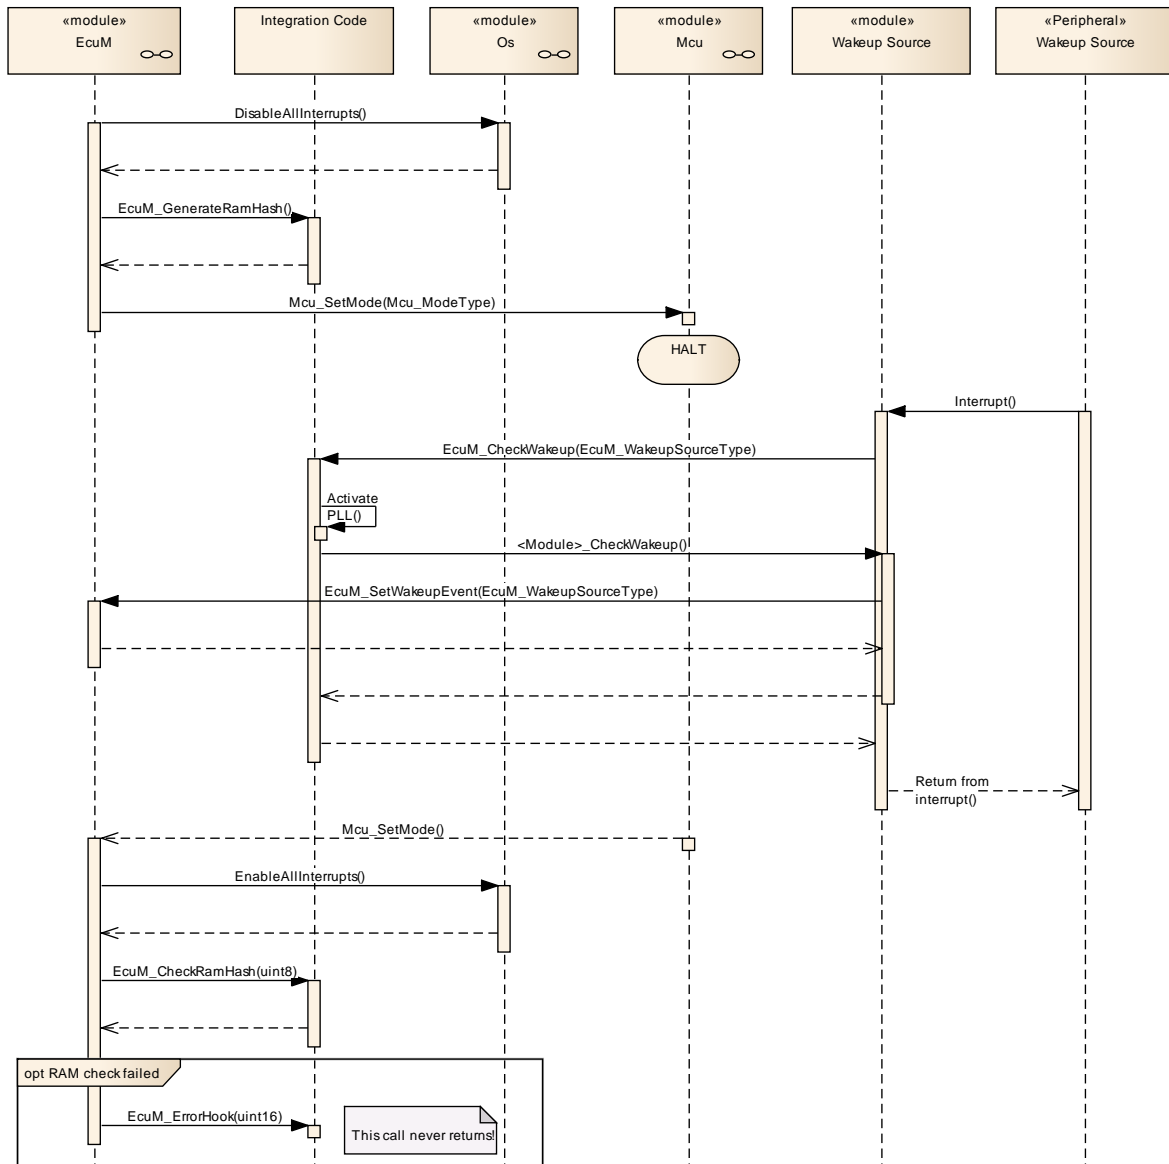 «module»
EcuM
Integration Code
«module»
Os
«module»
Mcu
«module»
Wakeup Source
«Peripheral»
Wakeup Source
DisableAllInterrupts()
EcuM_GenerateRamHash()
Mcu_SetMode(Mcu_ModeType)
HALT
Interrupt()
EcuM_CheckWakeup(EcuM_WakeupSourceType)
Activate
PLL()
<Module>_CheckWakeup()
EcuM_SetWakeupEvent(EcuM_WakeupSourceType)
Return from
interrupt()
Mcu_SetMode()
EnableAllInterrupts()
EcuM_CheckRamHash(uint8)
opt RAM check failed
EcuM_ErrorHook(uint16)
This call never returns!